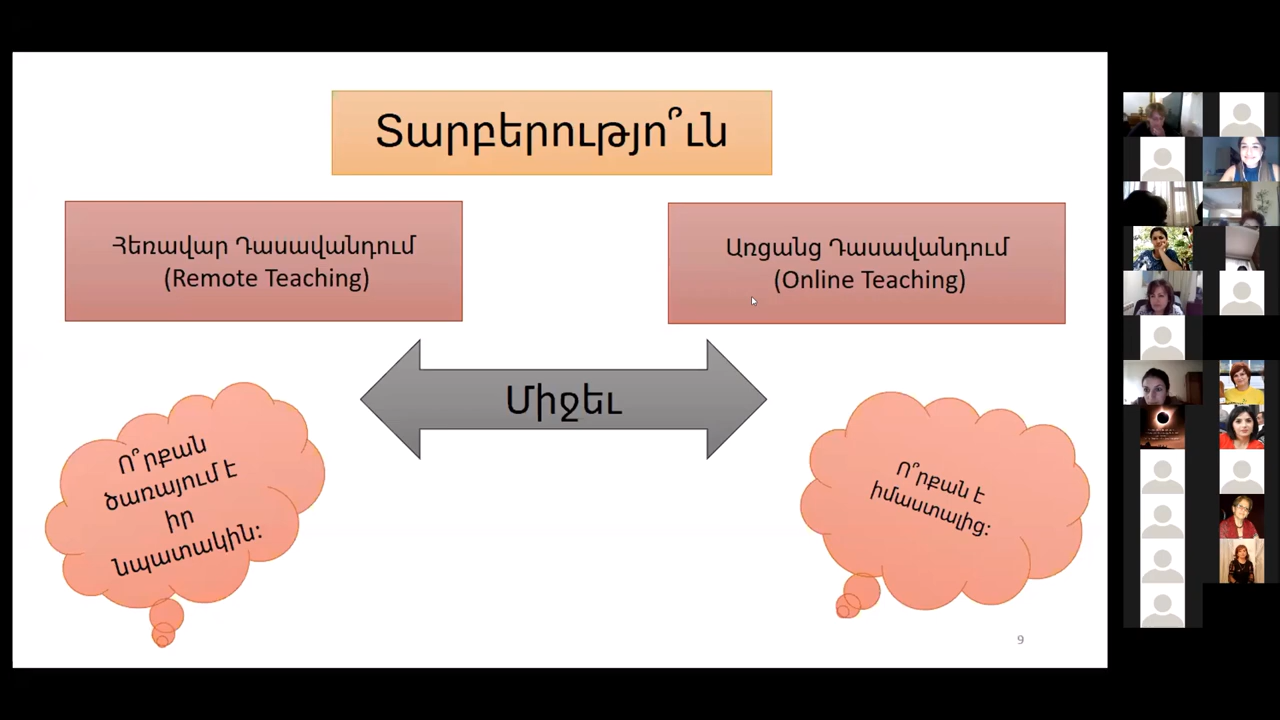 Տարբերությո՞ւն
Հեռավար Դասավանդում
(Remote Teaching)
Առցանց Դասավանդում
(Online Teaching)
Միջեւ
Ո՞րքան
ծառայում է
իր
նպատակին:
Ո՞րքան է
իմաստալից:
9